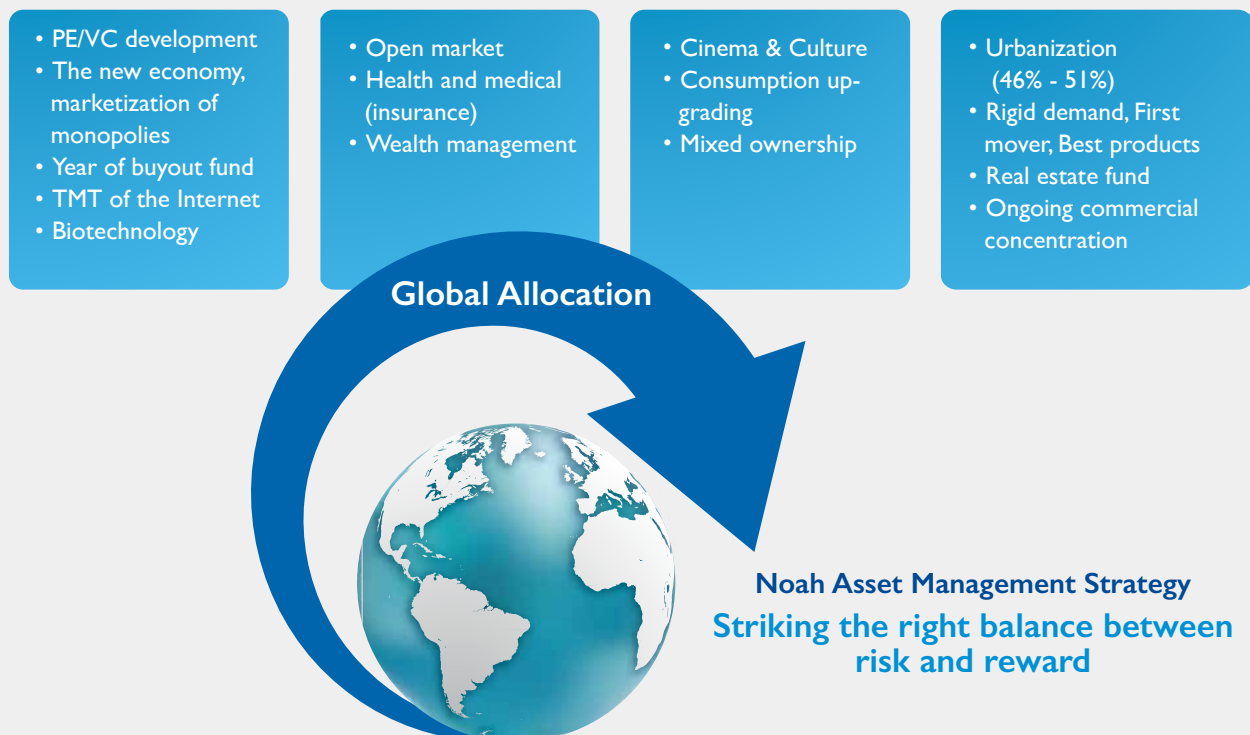 • PE/VC development
• The new economy,
marketization of
monopolies
• Year of buyout fund
• TMT of the Internet
• Biotechnology
• Open market
• Health and medical
(insurance)
• Wealth management
• Cinema & Culture
• Consumption up-
grading
• Mixed ownership
• Urbanization
(46% - 51%)
• Rigid demand, First
mover, Best products
• Real estate fund
• Ongoing commercial
concentration
Global Allocation
Noah Asset Management Strategy
Striking the right balance between
risk and reward